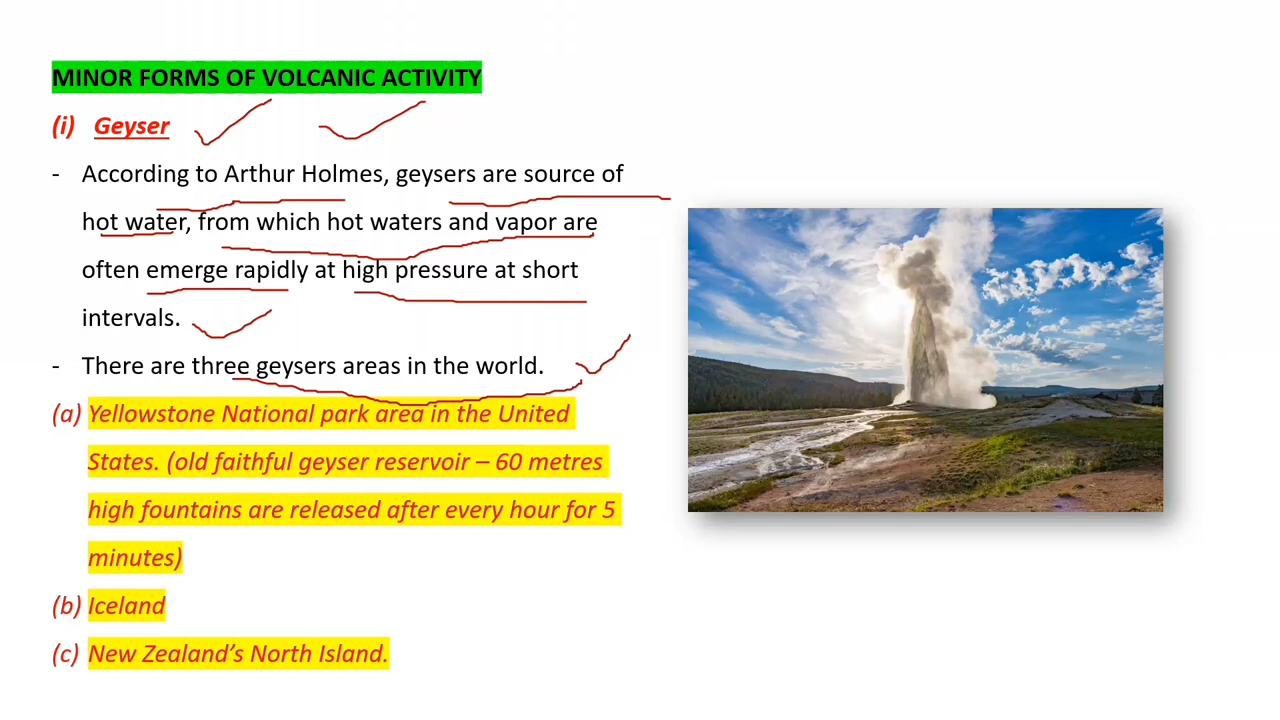 MINOR FORMS OF VOLCANIC ACTIVITY
(i) Geyser
- According to Arthur Holmes, geysers are source of
hot water, from which hot waters and vapor are
often emerge rapidly at high pressure at short
intervals.
- There are three geysers areas in the world.
(a) Yellowstone National park area in the United
States. (old faithful geyser reservoir – 60 metres
high fountains are released after every hour for 5
minutes)
(b) Iceland
(c) New Zealand’s North Island.